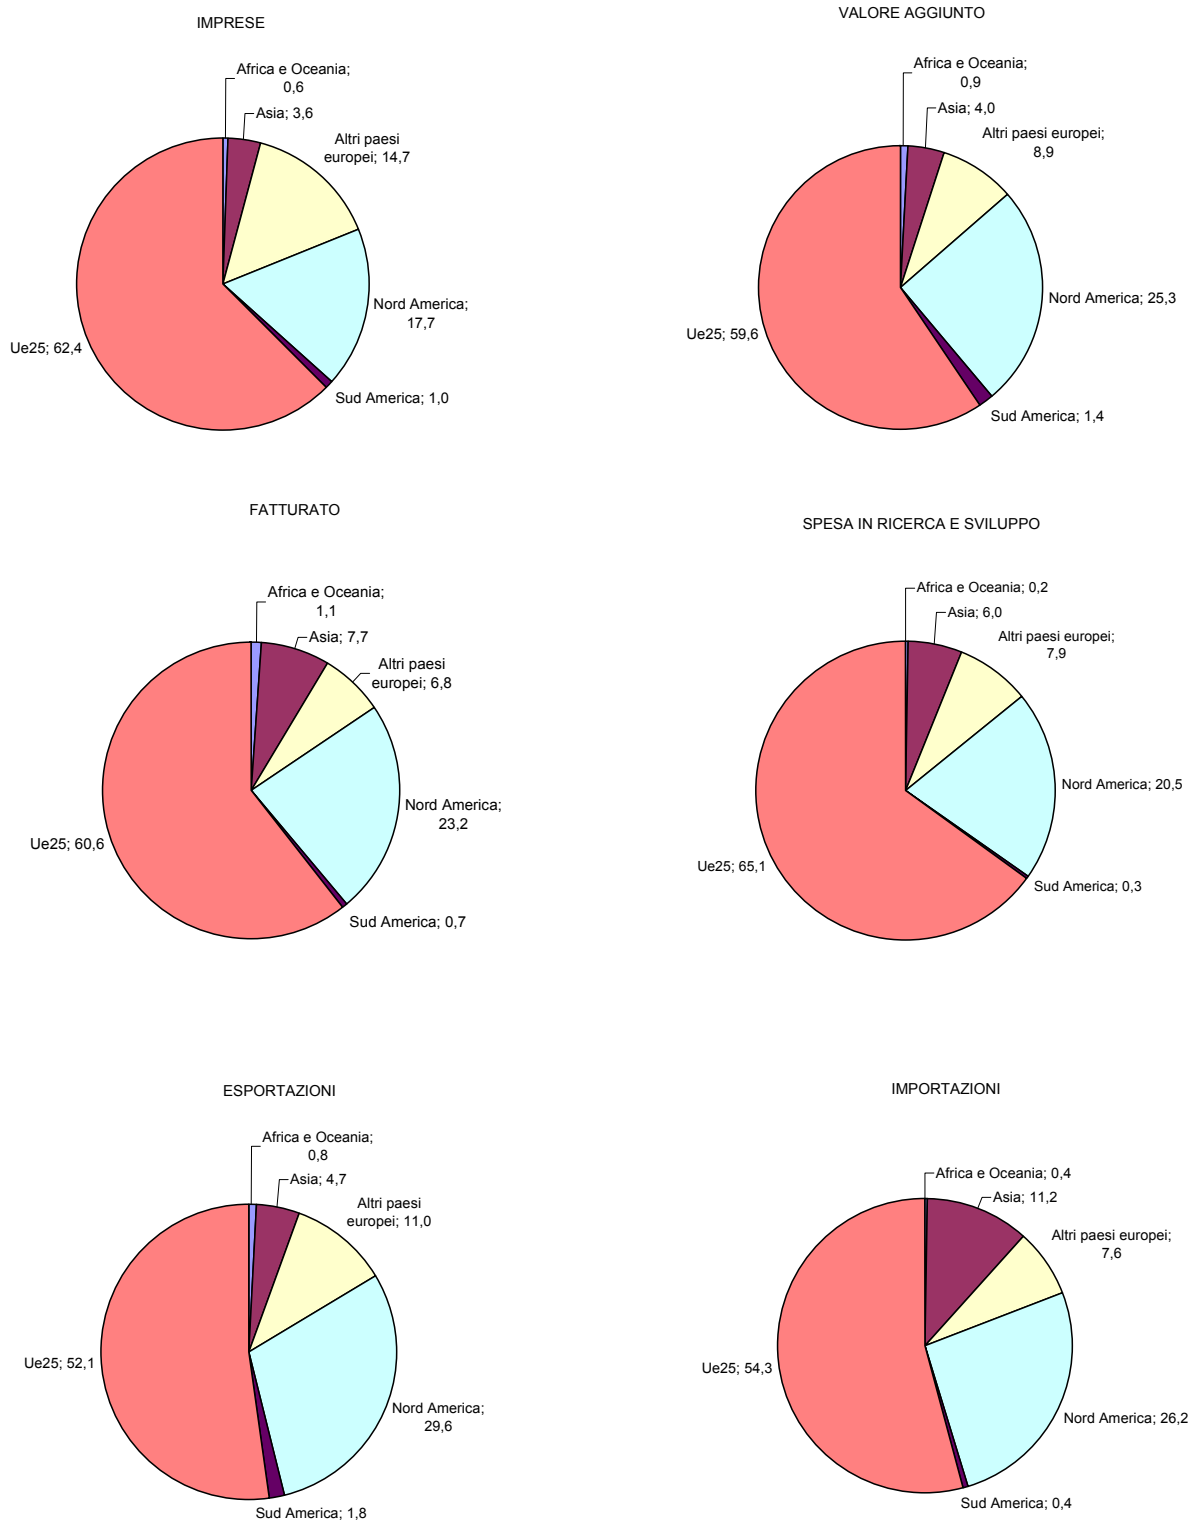 IMPRESE
Africa e Oceania;
0,6
Asia; 3,6
Altri paesi
europei; 14,7
Nord America;
17,7
Sud America; 1,0
Ue25; 62,4
VALORE AGGIUNTO
Africa e Oceania;
0,9
Asia; 4,0
Altri paesi europei;
8,9
Nord America; 25,3
Sud America; 1,4
Ue25; 59,6
FATTURATO
Africa e Oceania;
1,1
Asia; 7,7
Altri paesi
europei; 6,8
Nord America;
23,2
Sud America; 0,7
Ue25; 60,6
SPESA IN RICERCA E SVILUPPO
Africa e Oceania; 0,2
Asia; 6,0
Altri paesi europei;
7,9
Nord America; 20,5
Sud America; 0,3
Ue25; 65,1
ESPORTAZIONI
Africa e Oceania;
0,8
Asia; 4,7
Altri paesi
europei; 11,0
Nord America;
29,6
Sud America; 1,8
Ue25; 52,1
IMPORTAZIONI
Africa e Oceania; 0,4
Asia; 11,2
Altri paesi europei;
7,6
Nord America; 26,2
Sud America; 0,4
Ue25; 54,3